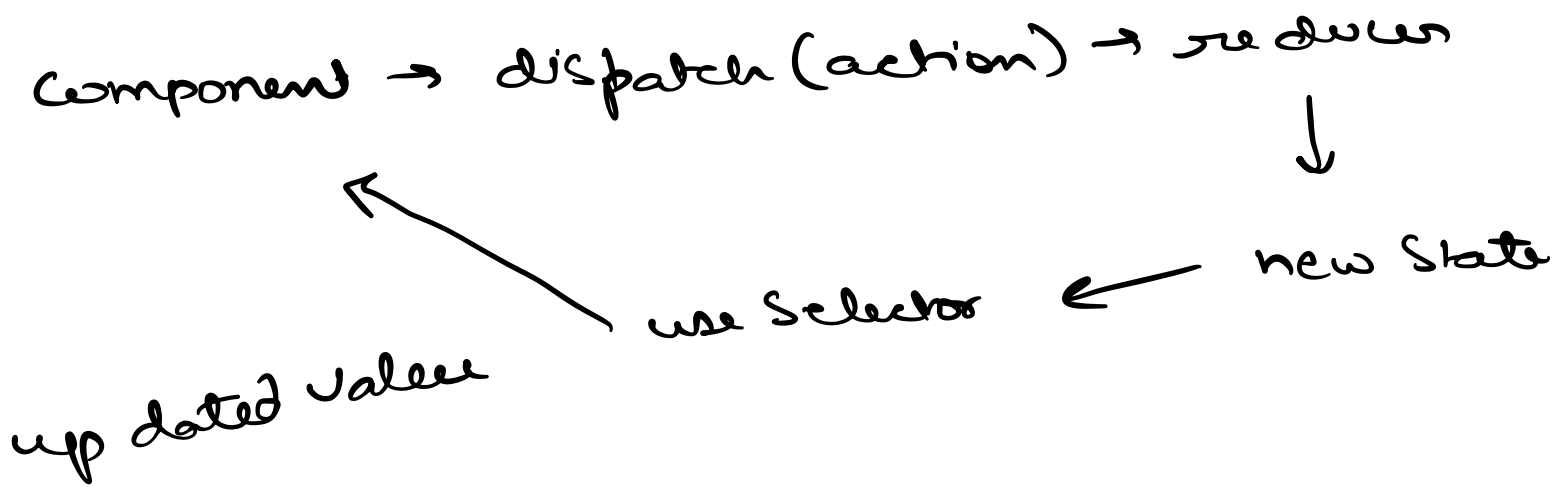 component → dispatch (action) → reducer
new state
use Selector
up dated value